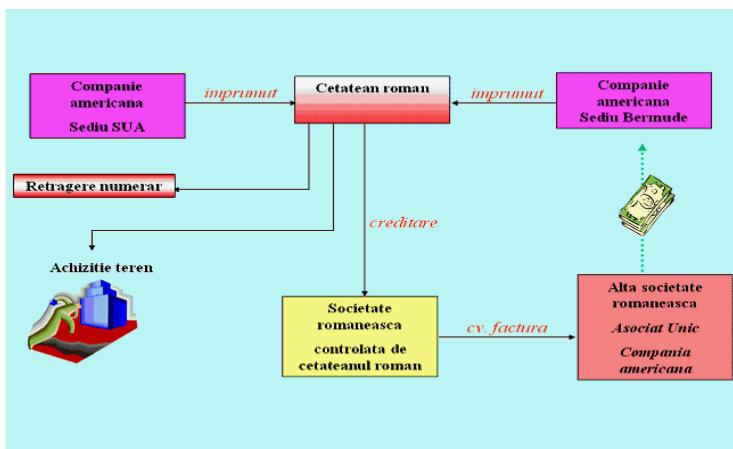 Companie
americana
Sediu SUA
imprumut
Cetatean roman
imprumut
Companie
americana
Sediu Bermude
Retragere numerar
creditare
Achizitie teren
Societate
romaneasca
controlata de
cetateanul roman
cv. factura
Alta societate
romaneasca
Asociat Unic
Compania
americana